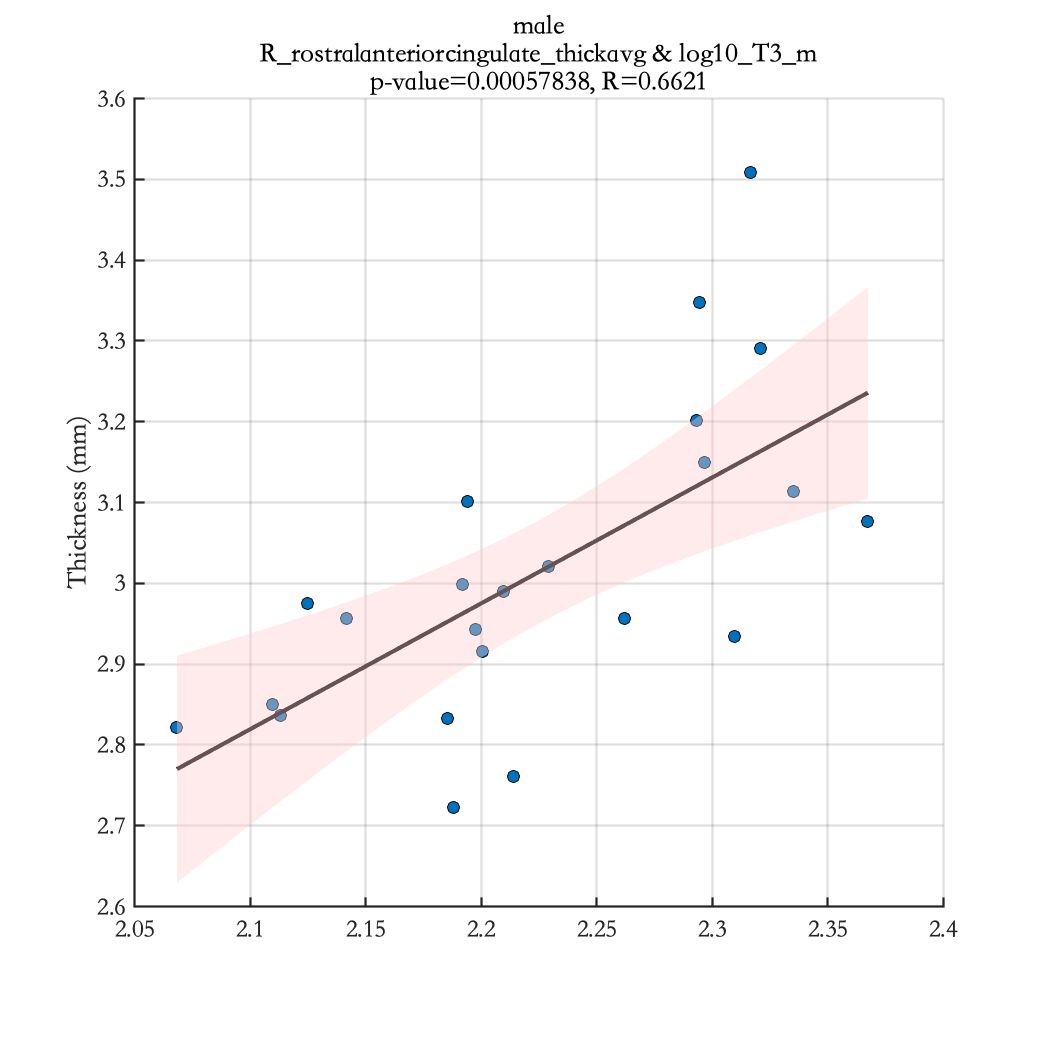 male
R_rostralanteriorcingulate_thickavg & log10_T3_m
p-value=0.00057838, R=0.6621
3.6
3.5
3.4
3.3
3.2
3.1
3
2.9
2.8
2.7
2.6
Thickness (mm)
2.05 2.1 2.15 2.2 2.25 2.3 2.35 2.4